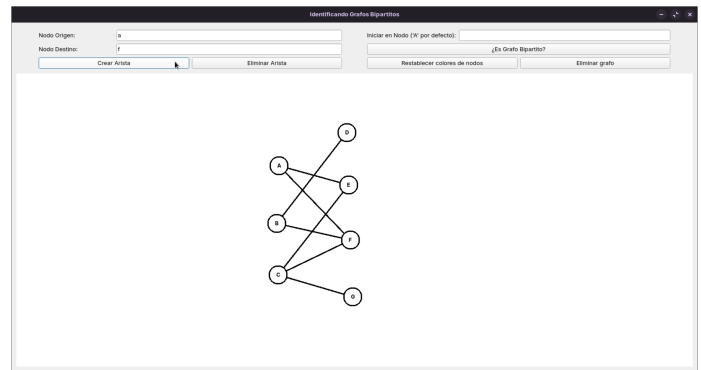 Identificando Grafos Bipartitos
Nodo Origen: a
Iniciar en Nodo ('A' por defecto):
Nodo Destino: f
¿Es Grafo Bipartito?
Crear Arista
Eliminar Arista
Restablecer colores de nodos
Eliminar grafo
D
A
E
B
F
C
G